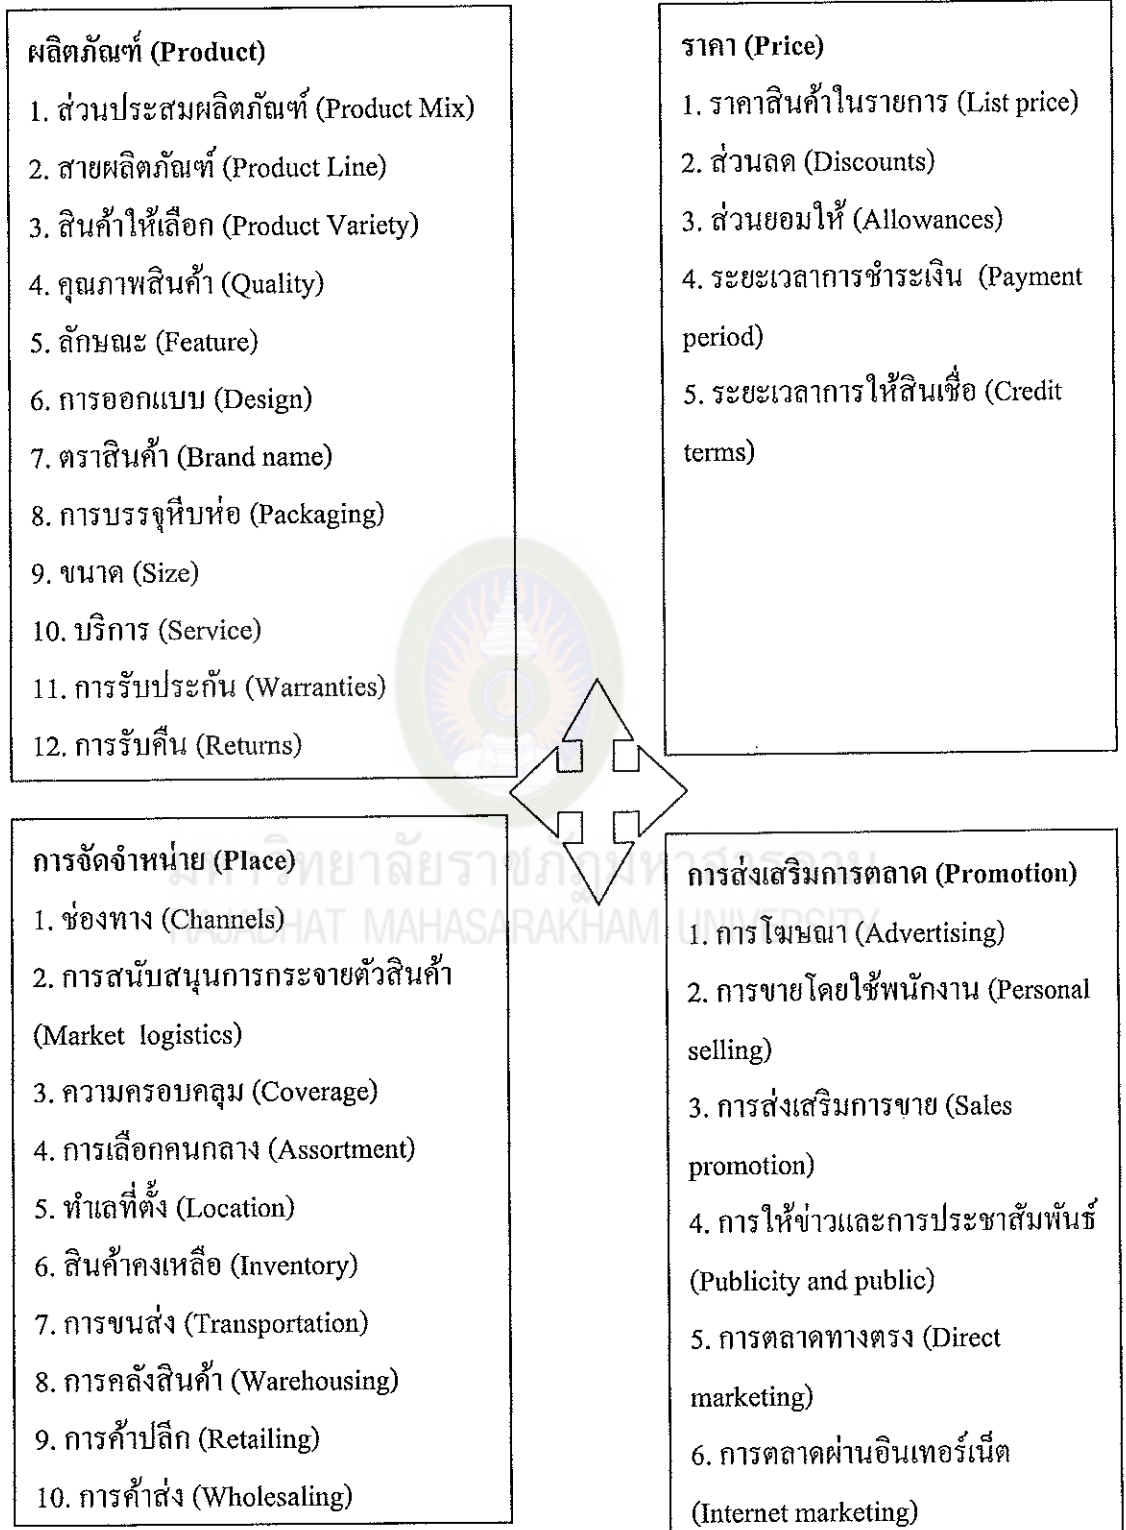 ผลิตภัณฑ์ (Product)
1. ส่วนประสมผลิตภัณฑ์ (Product Mix)
2. สายผลิตภัณฑ์ (Product Line)
3. สินค้าให้เลือก (Product Variety)
4. คุณภาพสินค้า (Quality)
5. ลักษณะ (Feature)
6. การออกแบบ (Design)
7. ตราสินค้า (Brand name)
8. การบรรจุหีบห่อ (Packaging)
9. ขนาด (Size)
10. บริการ (Service)
11. การรับประกัน (Warranties)
12. การรับคืน (Returns)
ราคา (Price)
1. ราคาสินค้าในรายการ (List price)
2. ส่วนลด (Discounts)
3. ส่วนยอมให้ (Allowances)
4. ระยะเวลาการชำระเงิน (Payment
period)
5. ระยะเวลาการให้สินเชื่อ (Credit
terms)
การจัดจำหน่าย (Place)
1. ช่องทาง (Channels)
2. การสนับสนุนการกระจายตัวสินค้า
(Market logistics)
3. ความครอบคลุม (Coverage)
4. การเลือกคนกลาง (Assortment)
5. ทำเลที่ตั้ง (Location)
6. สินค้าคงเหลือ (Inventory)
7. การขนส่ง (Transportation)
8. การคลังสินค้า (Warehousing)
9. การค้าปลีก (Retailing)
10. การค้าส่ง (Wholesaling)
การส่งเสริมการตลาด (Promotion)
1. การโฆษณา (Advertising)
2. การขายโดยใช้พนักงาน (Personal
selling)
3. การส่งเสริมการขาย (Sales
promotion)
4. การให้ข่าวและการประชาสัมพันธ์
(Publicity and public)
5. การตลาดทางตรง (Direct
marketing)
6. การตลาดผ่านอินเทอร์เน็ต
(Internet marketing)
มหาวิทยาลัยราชภัฏมหาสารคาม
RAJABHAT MAHASARAKHAM UNIVERSITY